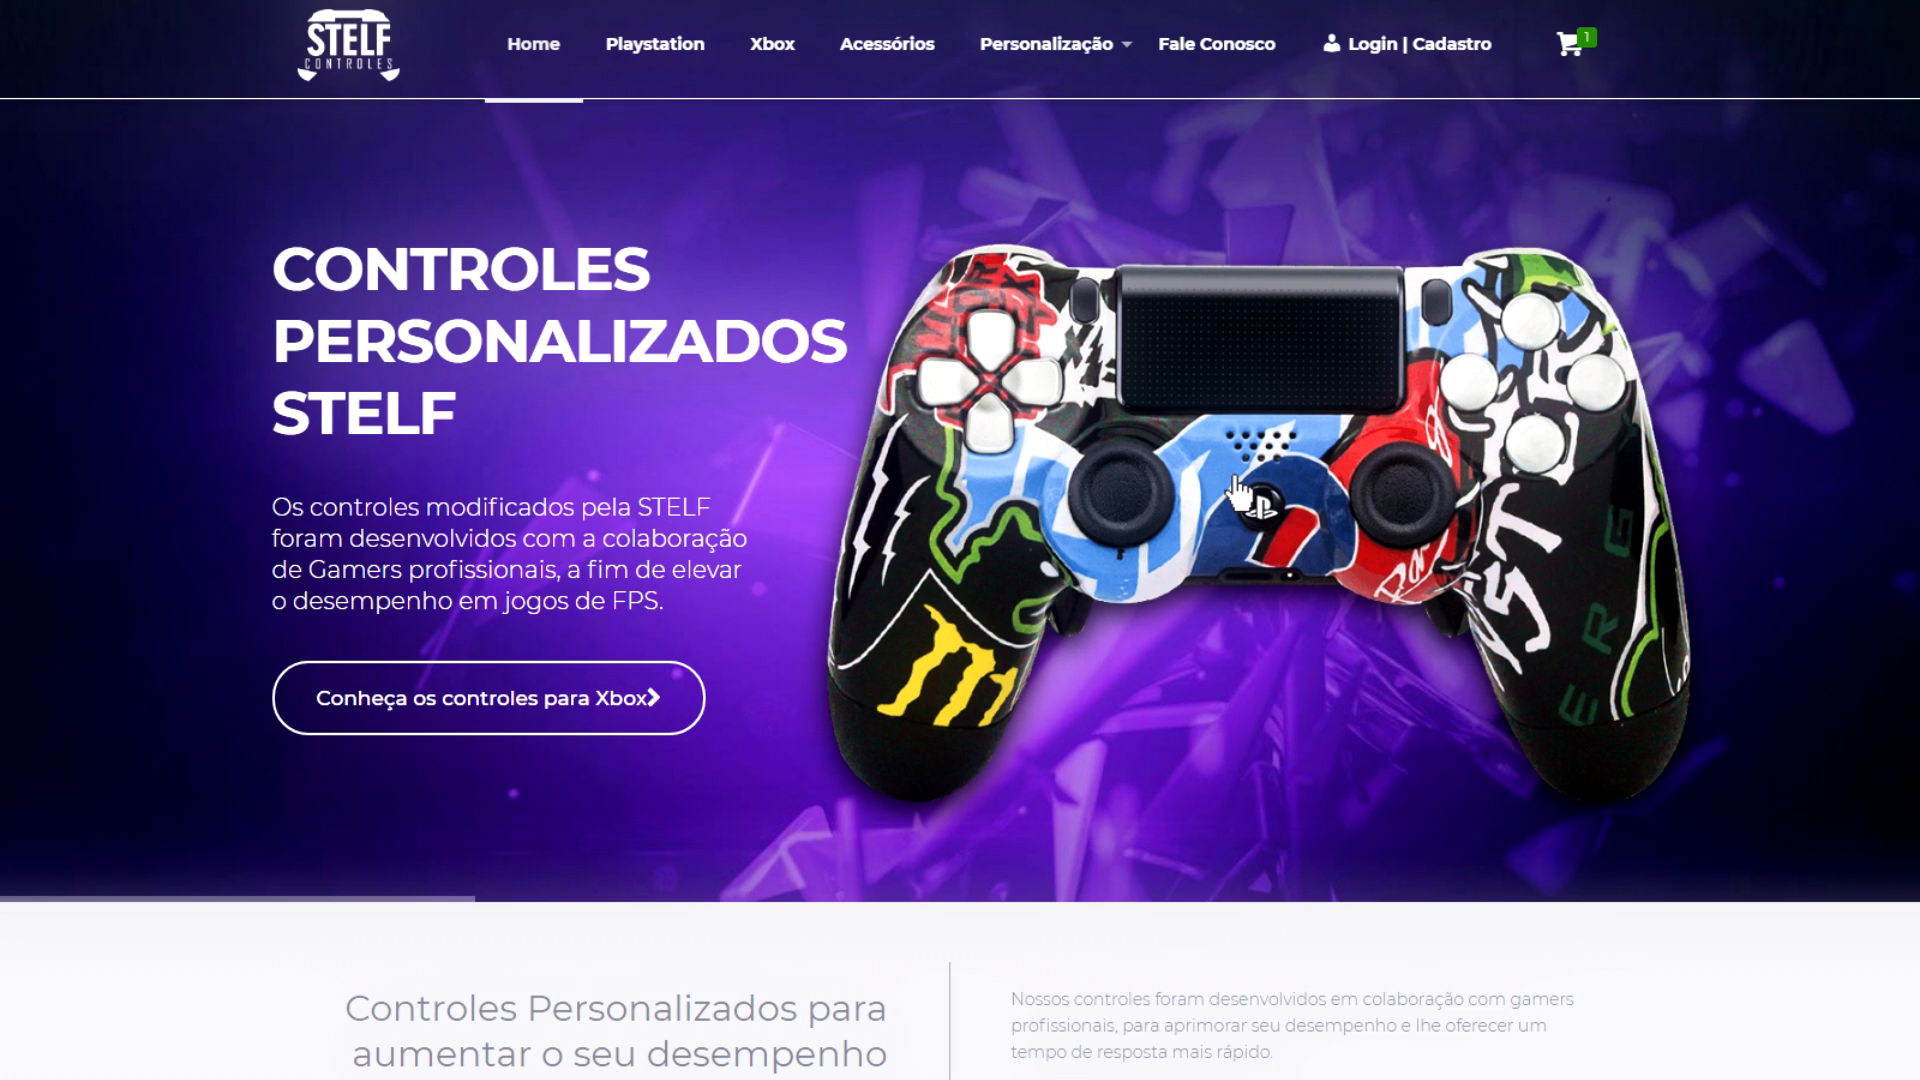 STELF
CONTROLES
Home
Playstation
Xbox
Acessórios
Personalização
Fale Conosco
Login | Cadastro
1
CONTROLES
PERSONALIZADOS
STELF
Os controles modificados pela STELF
foram desenvolvidos com a colaboração
de Gamers profissionais, a fim de elevar
o desempenho em jogos de FPS.
Conheça os controles para Xbox
Controles Personalizados para
aumentar o seu desempenho
Nossos controles foram desenvolvidos em colaboração com gamers
profissionais, para aprimorar seu desempenho e lhe oferecer um
tempo de resposta mais rápido.